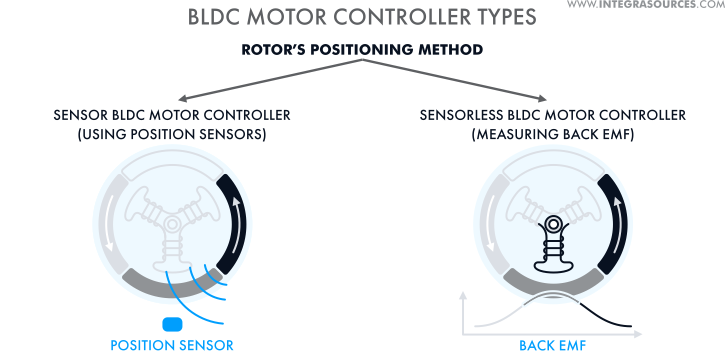 WWW.INTEGRASOURCES.COM
BLDC MOTOR CONTROLLER TYPES
ROTOR'S POSITIONING METHOD
SENSOR BLDC MOTOR CONTROLLER
(USING POSITION SENSORS)
SENSORLESS BLDC MOTOR CONTROLLER
(MEASURING BACK EMF)
POSITION SENSOR
BACK EMF